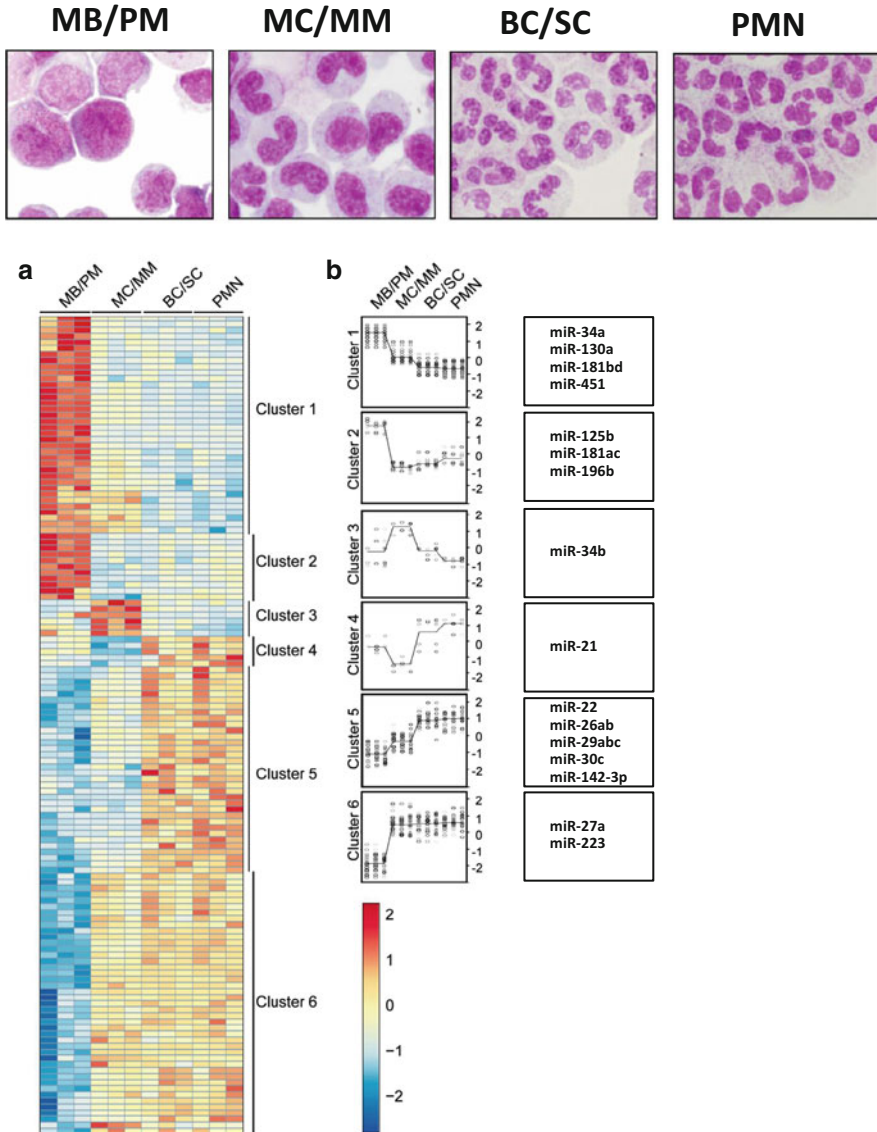 MB/PM MC/MM BC/SC PMN
a
MB/PM MC/MM BC/SC PMN
Cluster 1
Cluster 2
Cluster 3
Cluster 4
Cluster 5
Cluster 6
b
MB/PM MC/MM BC/SC PMN
Cluster 1
2
1
0
-1
-2
miR-34a
miR-130a
miR-181bd
miR-451
Cluster 2
2
1
0
-1
-2
miR-125b
miR-181ac
miR-196b
Cluster 3
2
1
0
-1
-2
miR-34b
Cluster 4
2
1
0
-1
-2
miR-21
Cluster 5
2
1
0
-1
-2
miR-22
miR-26ab
miR-29abc
miR-30c
miR-142-3p
Cluster 6
2
1
0
-1
-2
miR-27a
miR-223
2
1
0
−1
−2